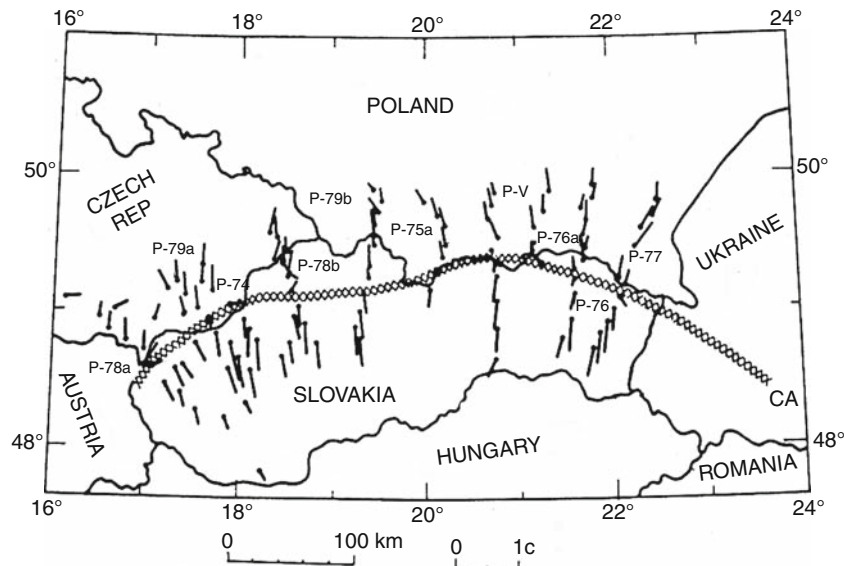 16° 18° 20° 22° 24°
POLAND
50° 50°
CZECH
REP
P-79b
P-V
P-75a
P-76a
P-79a
P-77
UKRAINE
P-78b
P-74
P-76
P-78a
AUSTRIA
SLOVAKIA
CA
48° 48°
HUNGARY
ROMANIA
16° 18° 20° 22° 24°
0 100 km 0 1c